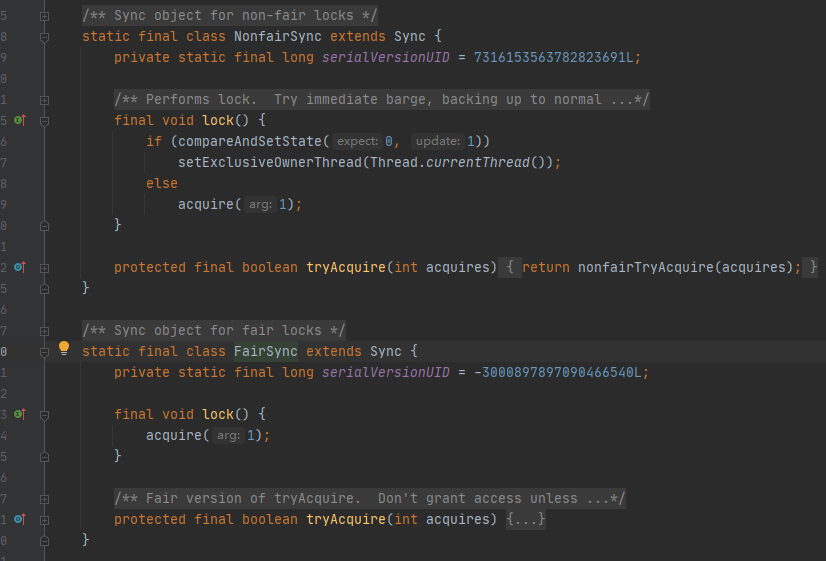 5 /** Sync object for non-fair locks */
8 static final class NonfairSync extends Sync {
9 private static final long serialVersionUID = 7316153563782823691L;
0
1 /** Performs lock.  Try immediate barge, backing up to normal ...*/
5 final void lock() {
6 if (compareAndSetState( expect: 0, update: 1))
7 setExclusiveOwnerThread(Thread.currentThread());
8 else
9 acquire( arg: 1);
0 }
1
2 protected final boolean tryAcquire(int acquires) { return nonfairTryAcquire(acquires); }
5 }
6
7 /** Sync object for fair locks */
0 static final class FairSync extends Sync {
1 private static final long serialVersionUID = -3000897897090466540L;
2
3 final void lock() {
4 acquire( arg: 1);
5 }
6
7 /** Fair version of tryAcquire.  Don't grant access unless ...*/
1 protected final boolean tryAcquire(int acquires) {...}
0 }